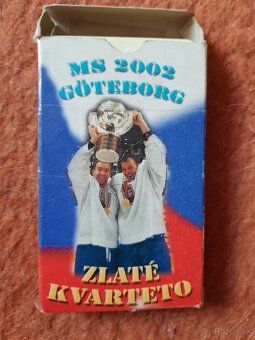 MS 2002
GÖTEBORG
ZLATÉ
KVARTETO